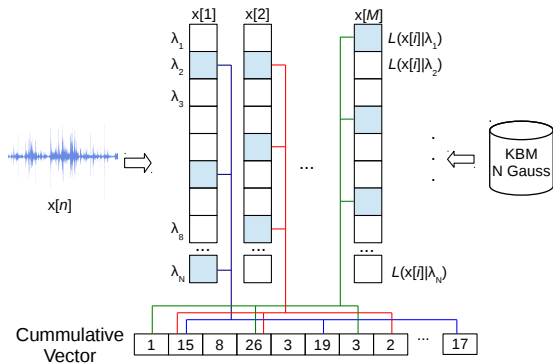 x[1] x[2] x[M]
λ1 L(x[i]|λ1)
λ2 L(x[i]|λ2)
λ3
x[n]
...
KBM
N Gauss
λ8
... ... ...
λN L(x[i]|λN)
Cummulative
Vector
1 15 8 26 3 19 3 2 ... 17